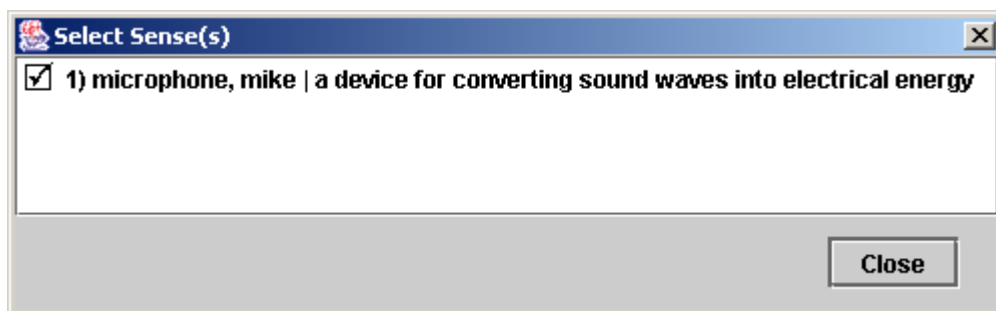 Select Sense(s)
1) microphone, mike | a device for converting sound waves into electrical energy
Close